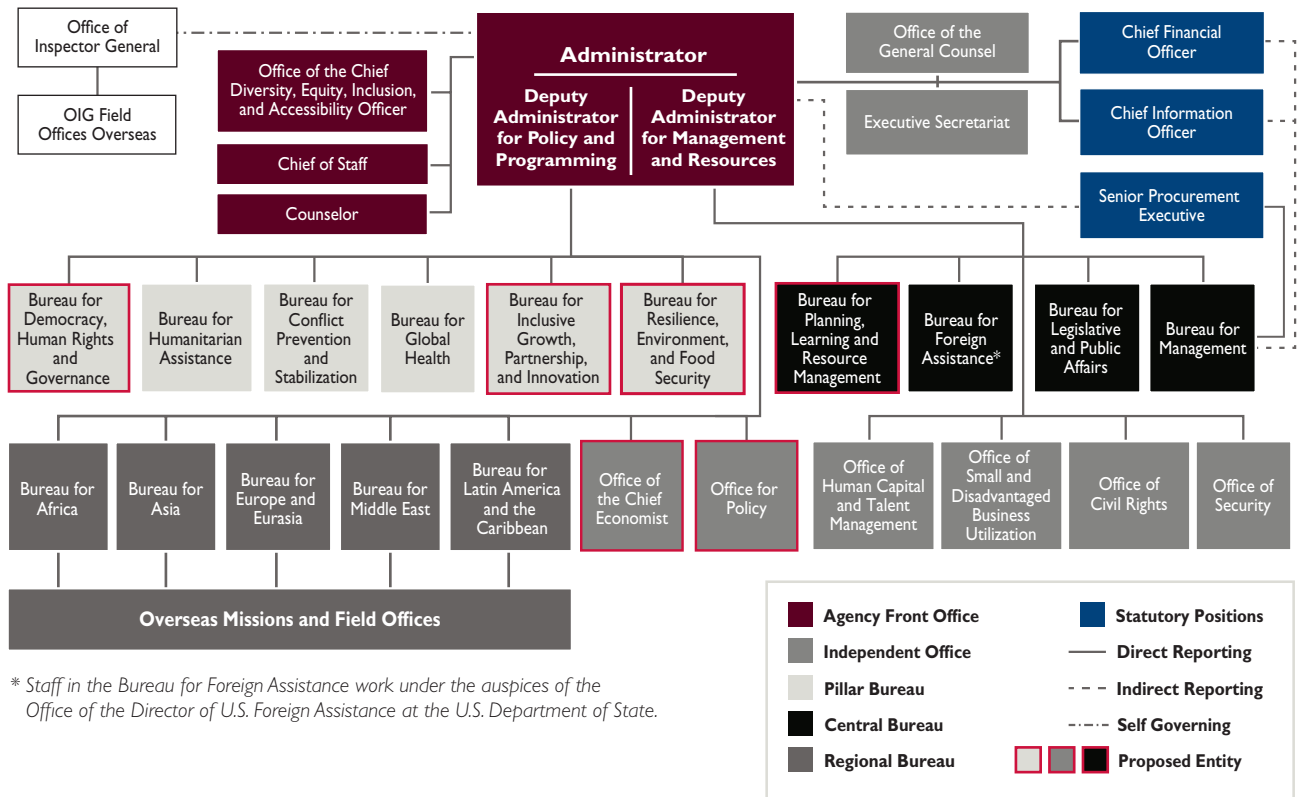 Office of
Inspector General
OIG Field
Offices Overseas
Office of the Chief
Diversity, Equity, Inclusion,
and Accessibility Officer
Chief of Staff
Counselor
Administrator
Deputy
Administrator
for Policy and
Programming
Deputy
Administrator
for Management
and Resources
Office of the
General Counsel
Executive Secretariat
Chief Financial
Officer
Chief Information
Officer
Senior Procurement
Executive
Bureau for
Democracy,
Human Rights
and
Governance
Bureau for
Humanitarian
Assistance
Bureau for
Conflict
Prevention
and
Stabilization
Bureau for
Global
Health
Bureau for
Inclusive
Growth,
Partnership,
and Innovation
Bureau for
Resilience,
Environment,
and Food
Security
Bureau for
Planning,
Learning and
Resource
Management
Bureau for
Foreign
Assistance*
Bureau for
Legislative
and Public
Affairs
Bureau for
Management
Bureau for
Africa
Bureau for
Asia
Bureau for
Europe and
Eurasia
Bureau for
Middle East
Bureau for
Latin America
and the
Caribbean
Office of
the Chief
Economist
Office for
Policy
Office of
Human Capital
and Talent
Management
Office of
Small and
Disadvantaged
Business
Utilization
Office of
Civil Rights
Office of
Security
Overseas Missions and Field Offices
* Staff in the Bureau for Foreign Assistance work under the auspices of the
Office of the Director of U.S. Foreign Assistance at the U.S. Department of State.
Agency Front Office
Independent Office
Pillar Bureau
Central Bureau
Regional Bureau
Statutory Positions
Direct Reporting
Indirect Reporting
Self Governing
Proposed Entity